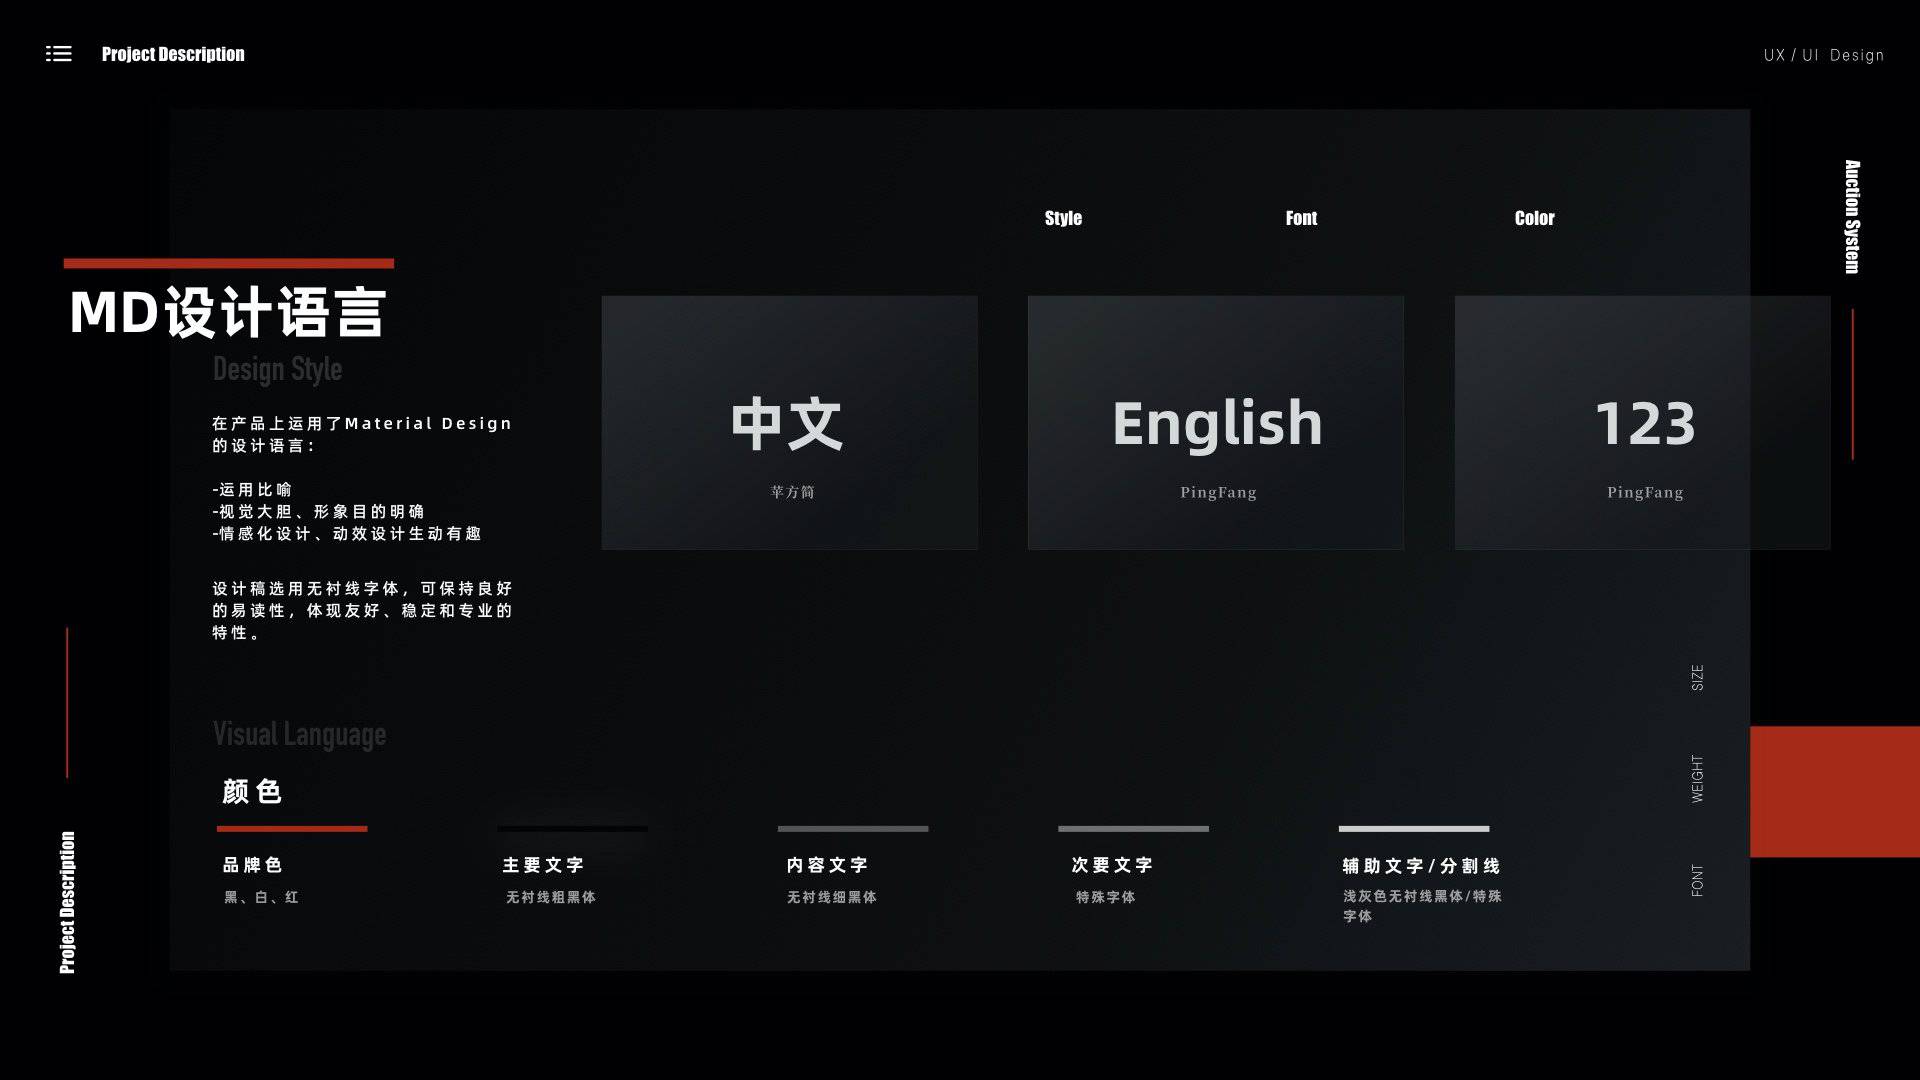 Project Description
UX / UI Design
Auction System
Style
Font
Color
MD设计语言
Design Style
在产品上运用了Material Design
的设计语言：
-运用比喻
-视觉大胆、形象目的明确
-情感化设计、动效设计生动有趣
设计稿选用无衬线字体，可保持良好
的易读性，体现友好、稳定和专业的
特性。
中文
苹方简
English
PingFang
123
PingFang
SIZE
WEIGHT
FONT
Visual Language
颜色
品牌色
黑、白、红
主要文字
无衬线粗黑体
内容文字
无衬线细黑体
次要文字
特殊字体
辅助文字/分割线
浅灰色无衬线黑体/特殊
字体
Project Description